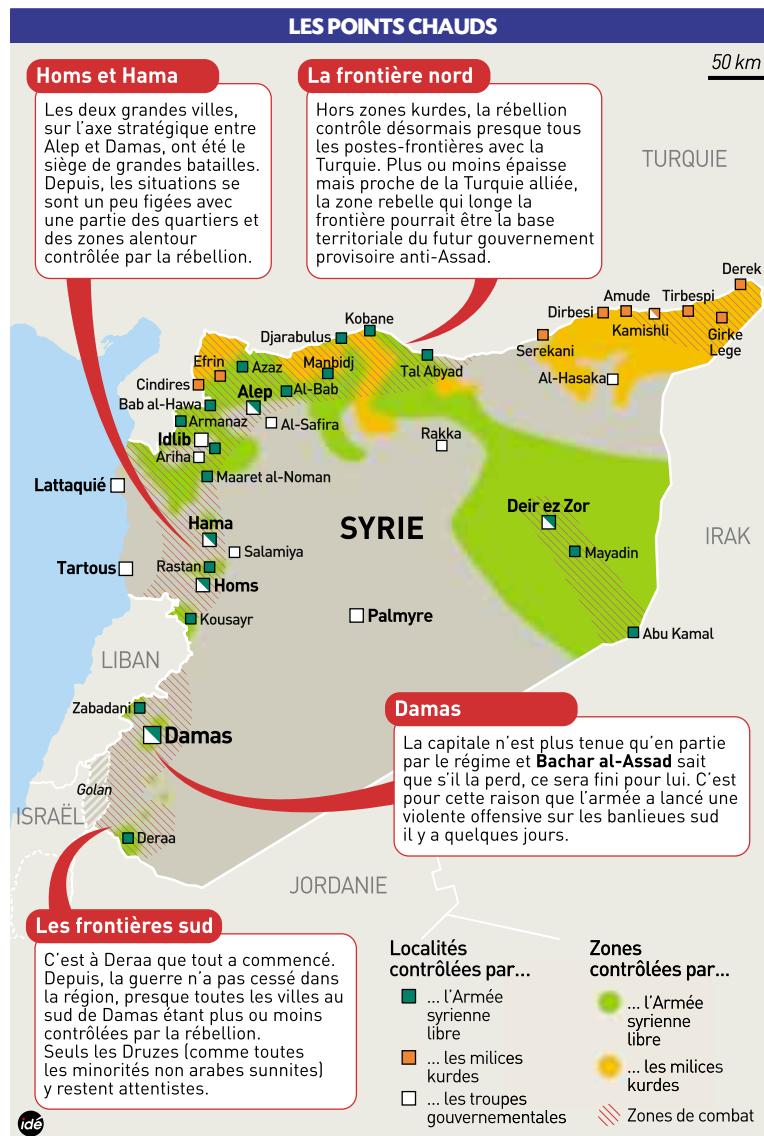 LES POINTS CHAUDS
50 km
Homs et Hama
Les deux grandes villes,
sur l'axe stratégique entre
Alep et Damas, ont été le
siège de grandes batailles.
Depuis, les situations se
sont un peu figées avec
une partie des quartiers et
des zones alentour
contrôlée par la rébellion.
La frontière nord
Hors zones kurdes, la rébellion
contrôle désormais presque tous
les postes-frontières avec la
Turquie. Plus ou moins épaisse
mais proche de la Turquie alliée,
la zone rebelle qui longe la
frontière pourrait être la base
territoriale du futur gouvernement
provisoire anti-Assad.
TURQUIE
Derek
Amude
Tirbespi
Dirbesi
Kamishli
Girke
Lege
Serekani
Al-Hasaka
Kobane
Djarabulus
Tal Abyad
Manbidj
Efrin
Azaz
Cindires
Alep
Al-Bab
Bab al-Hawa
Armanaz
Al-Safira
Idlib
Ariha
Rakka
Maaret al-Noman
Lattaquié
Deir ez Zor
Hama
SYRIE
IRAK
Salamiya
Mayadin
Tartous
Rastan
Homs
Kousayr
Palmyre
Abu Kamal
LIBAN
Zabadani
Damas
Golan
ISRAËL
Deraa
JORDANIE
Damas
La capitale n'est plus tenue qu'en partie
par le régime et Bachar al-Assad sait
que s'il la perd, ce sera fini pour lui. C'est
pour cette raison que l'armée a lancé une
violente offensive sur les banlieues sud
il y a quelques jours.
Les frontières sud
C'est à Deraa que tout a commencé.
Depuis, la guerre n'a pas cessé dans
la région, presque toutes les villes au
sud de Damas étant plus ou moins
contrôlées par la rébellion.
Seuls les Druzes (comme toutes
les minorités non arabes sunnites)
y restent attentistes.
Localités
contrôlées par...
... l'Armée
syrienne
libre
... les milices
kurdes
... les troupes
gouvernementales
Zones
contrôlées par...
... l'Armée
syrienne
libre
... les milices
kurdes
Zones de combat
idé